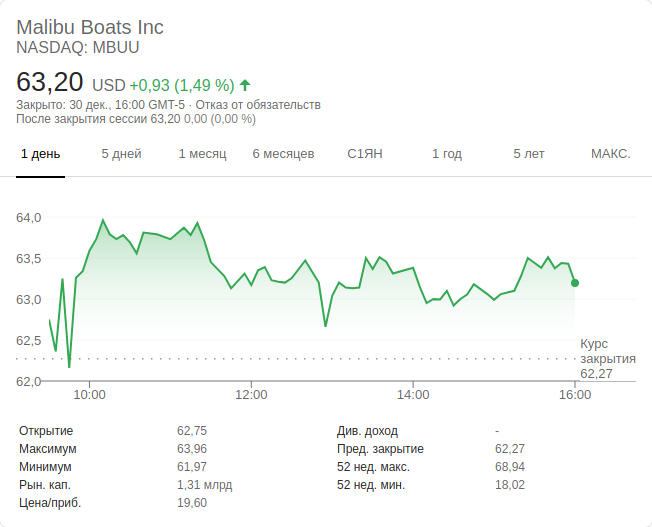 Malibu Boats Inc
NASDAQ: MBUU
63,20 USD +0,93 (1,49 %)
Закрыто: 30 дек., 16:00 GMT-5 · Отказ от обязательств
После закрытия сессии 63,20 0,00 (0,00 %)
1 день 5 дней 1 месяц 6 месяцев С1ЯН 1 год 5 лет МАКС.
64,0
63,5
63,0
62,5
62,0
Курс
закрытия
62,27
10:00 12:00 14:00 16:00
Открытие 62,75 Див. доход -
Максимум 63,96 Пред. закрытие 62,27
Минимум 61,97 52 нед. макс. 68,94
Рын. кап. 1,31 млрд 52 нед. мин. 18,02
Цена/приб. 19,60